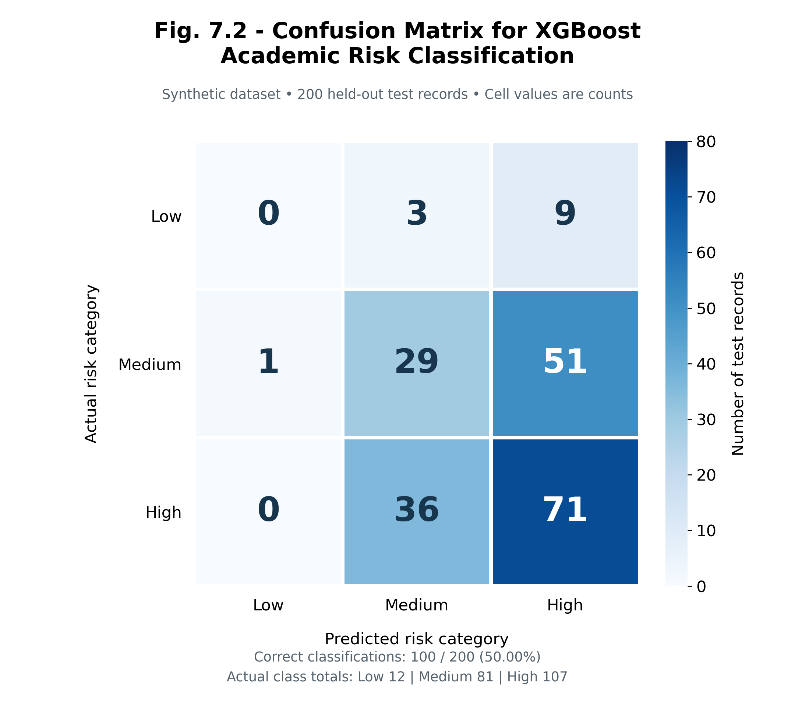 Fig. 7.2 - Confusion Matrix for XGBoost
Academic Risk Classification
Synthetic dataset • 200 held-out test records • Cell values are counts
Actual risk category
Low
0
3
9
Medium
1
29
51
High
0
36
71
Low
Medium
High
Predicted risk category
80
70
60
50
40
30
20
10
0
Number of test records
Correct classifications: 100 / 200 (50.00%)
Actual class totals: Low 12 | Medium 81 | High 107